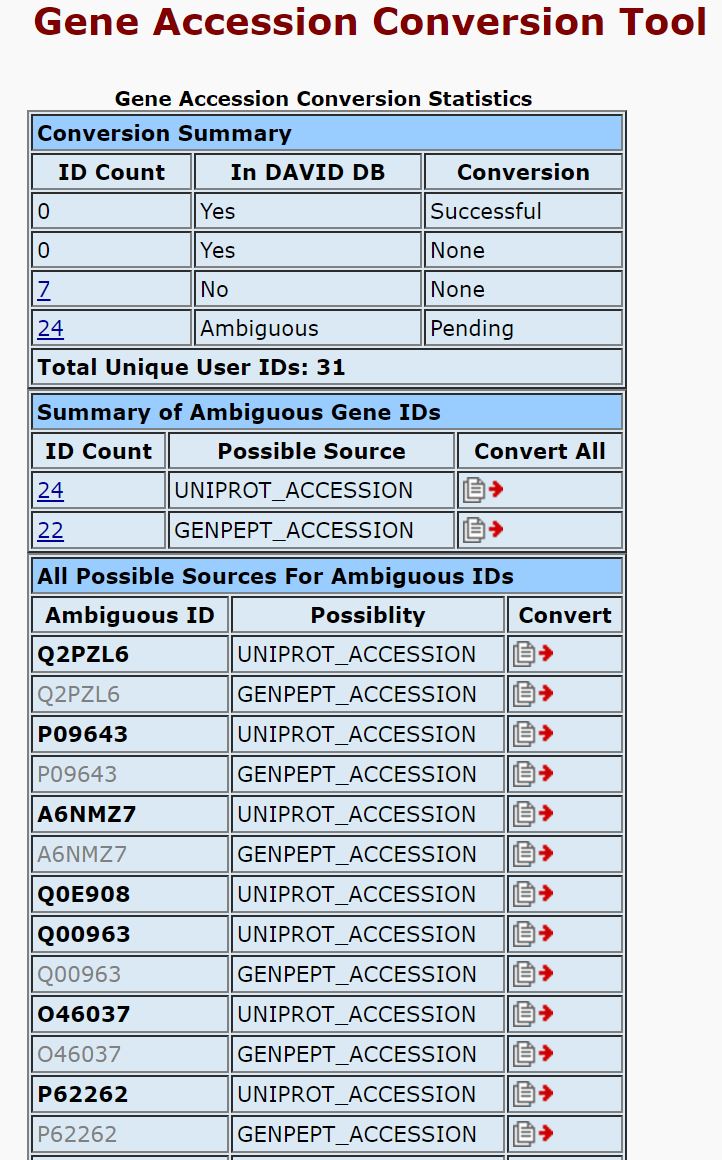 Gene Accession Conversion Tool
Gene Accession Conversion Statistics
Conversion Summary
ID Count In DAVID DB Conversion
0 Yes Successful
0 Yes None
7 No None
24 Ambiguous Pending
Total Unique User IDs: 31
Summary of Ambiguous Gene IDs
ID Count Possible Source Convert All
24 UNIPROT_ACCESSION
22 GENPEPT_ACCESSION
All Possible Sources For Ambiguous IDs
Ambiguous ID Possiblity Convert
Q2PZL6 UNIPROT_ACCESSION
Q2PZL6 GENPEPT_ACCESSION
P09643 UNIPROT_ACCESSION
P09643 GENPEPT_ACCESSION
A6NMZ7 UNIPROT_ACCESSION
A6NMZ7 GENPEPT_ACCESSION
Q0E908 UNIPROT_ACCESSION
Q00963 UNIPROT_ACCESSION
Q00963 GENPEPT_ACCESSION
O46037 UNIPROT_ACCESSION
O46037 GENPEPT_ACCESSION
P62262 UNIPROT_ACCESSION
P62262 GENPEPT_ACCESSION